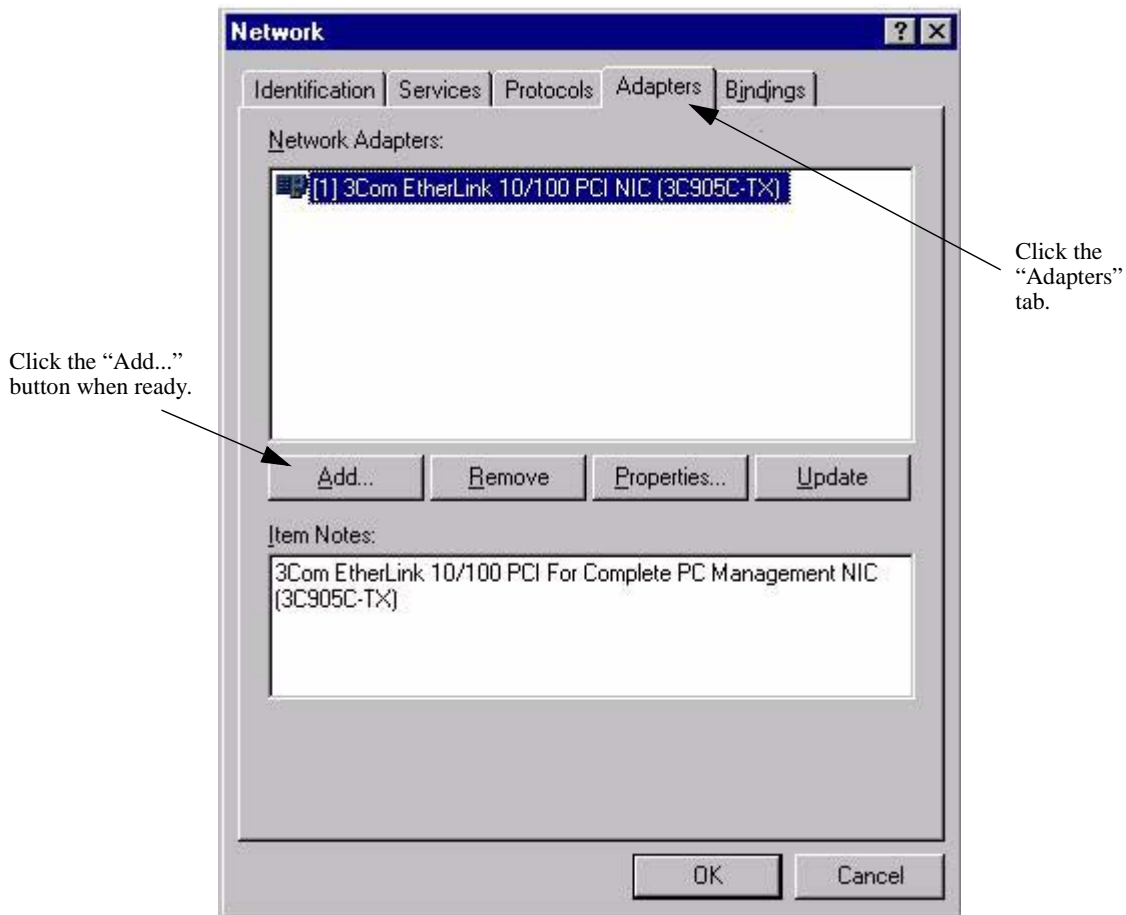 Network
Identification Services Protocols Adapters Bindings
Network Adapters:
[1] 3Com EtherLink 10/100 PCI NIC (3C905C-TX)
Click the
“Adapters”
tab.
Click the “Add...”
button when ready.
Add... Remove Properties... Update
Item Notes:
3Com EtherLink 10/100 PCI For Complete PC Management NIC
(3C905C-TX)
OK Cancel